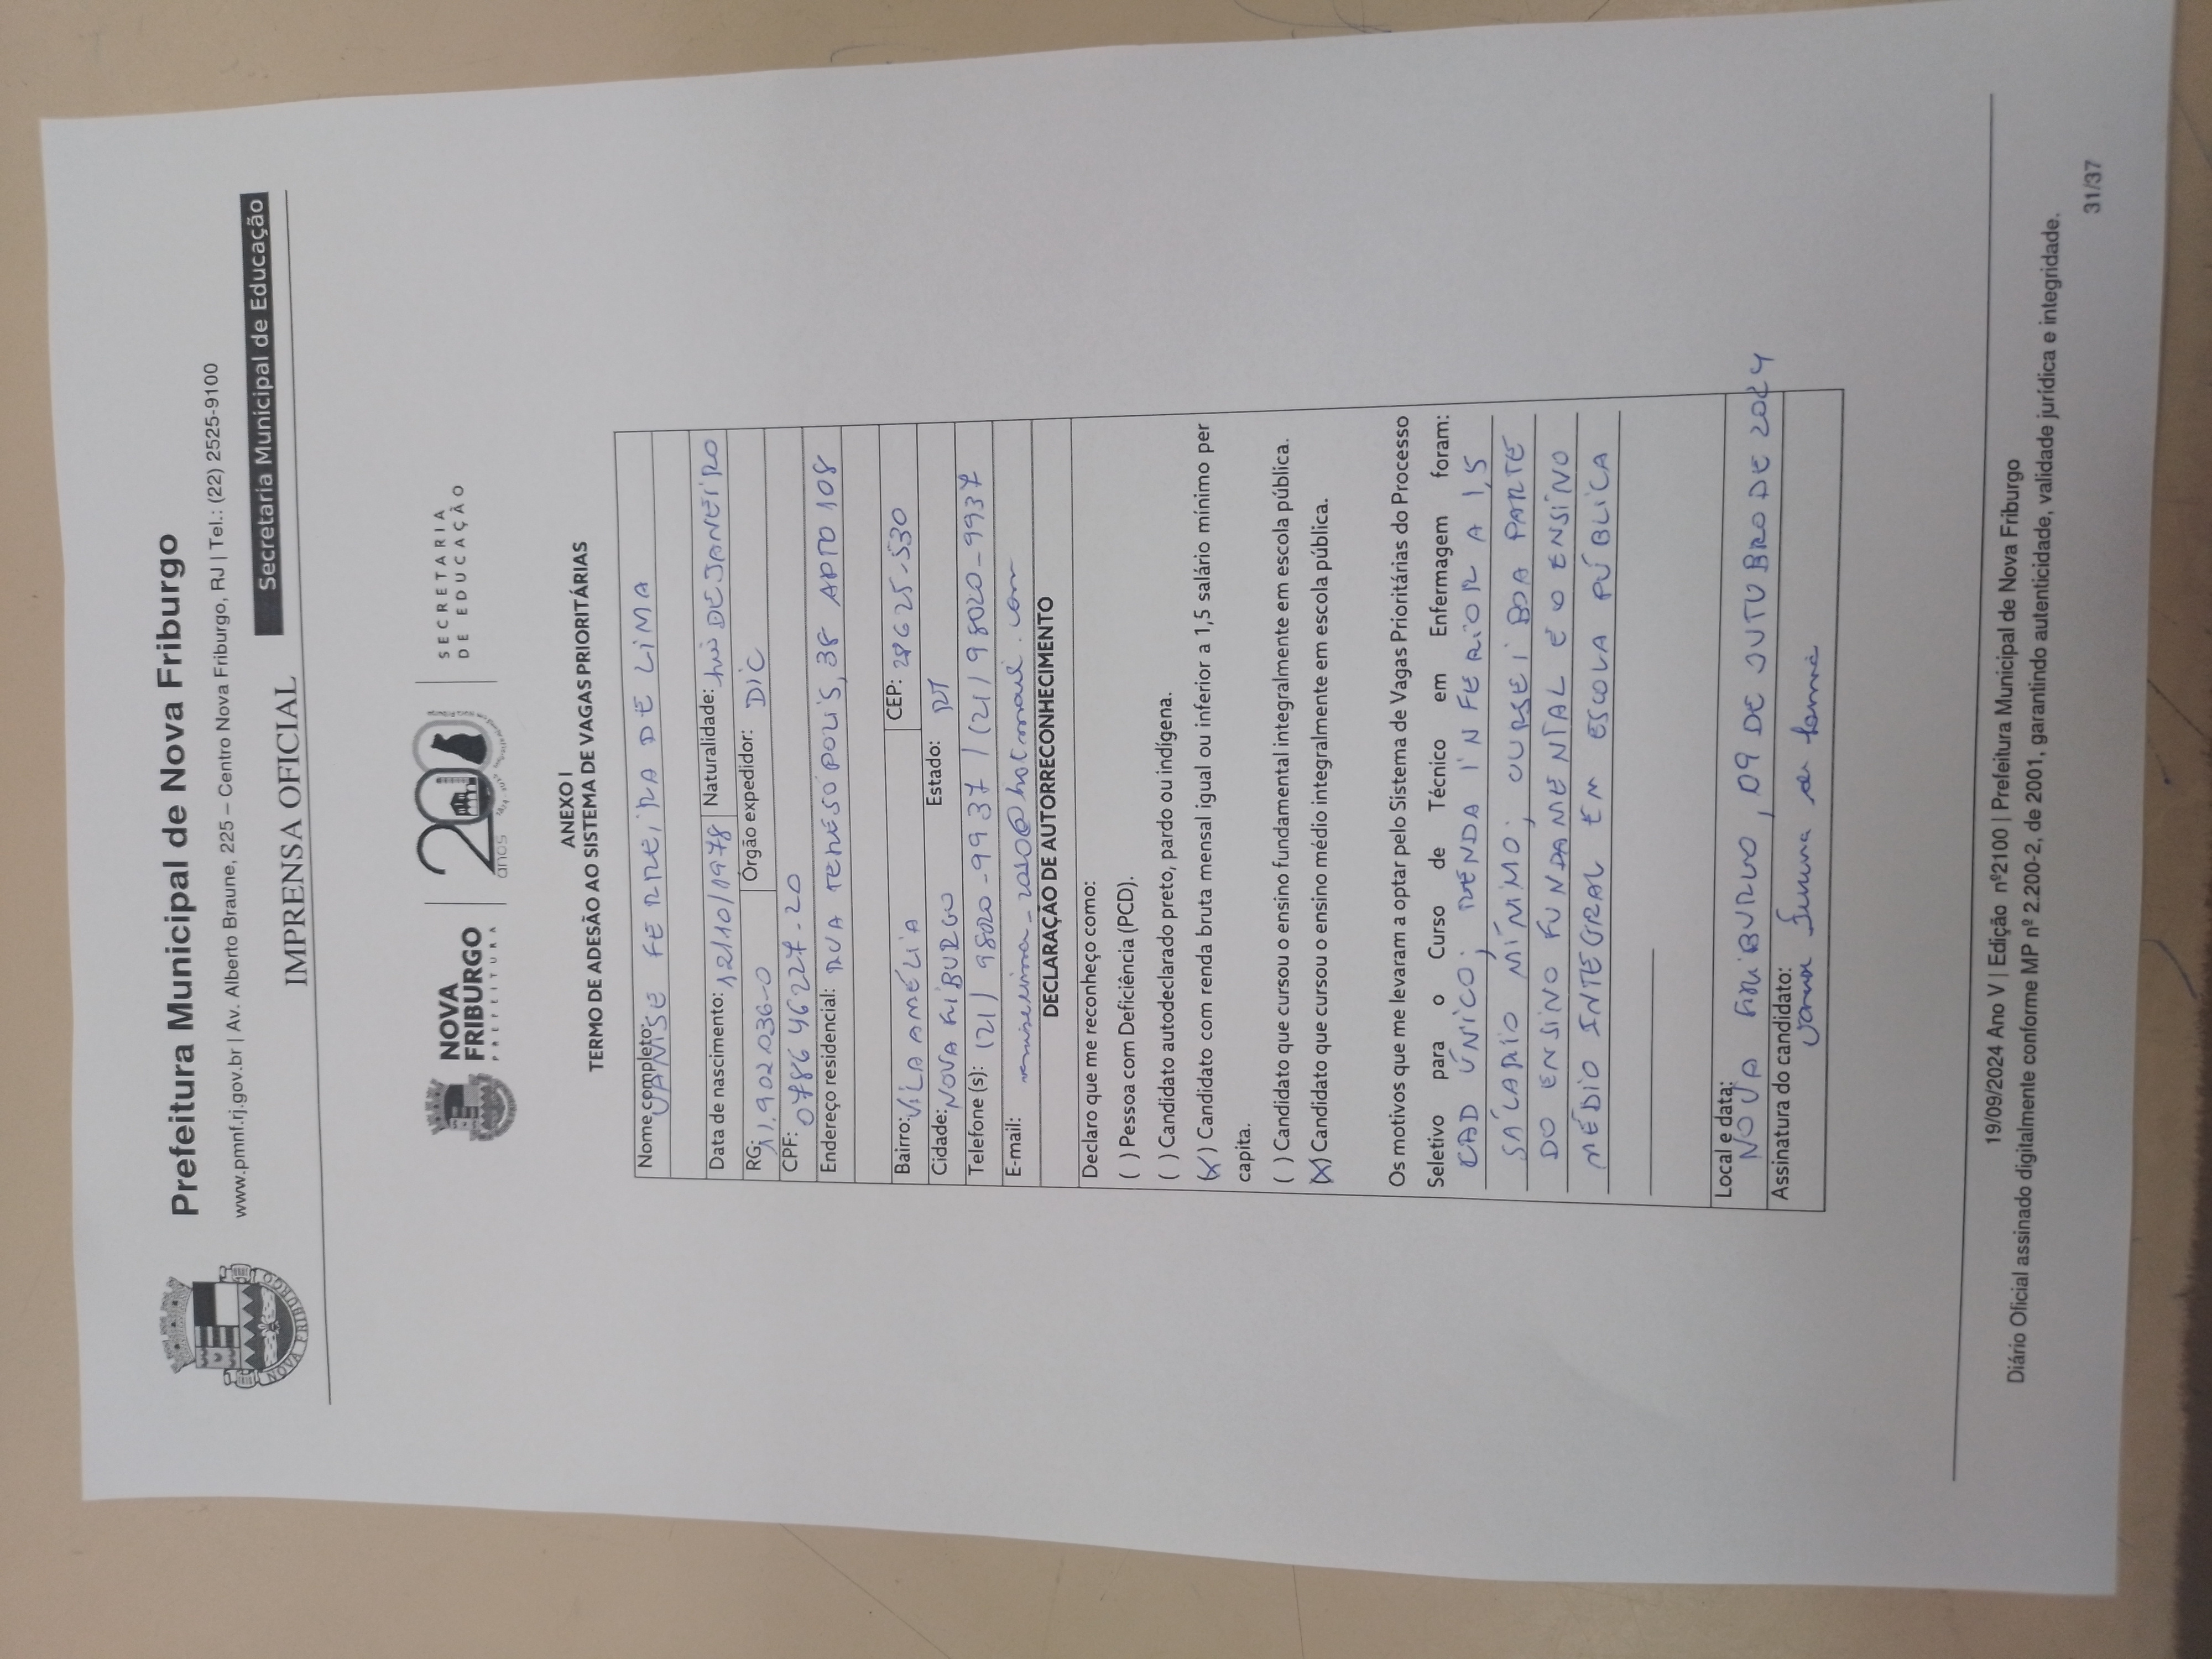 Prefeitura Municipal de Nova Friburgo
www.pmnf.rj.gov.br | Av. Alberto Braune, 225 – Centro Nova Friburgo, RJ | Tel.: (22) 2525-9100
Secretaria Municipal de Educação
IMPRENSA OFICIAL
NOVA FRIBURGO
NOVA
FRIBURGO
PREFEITURA
200
anos
SECRETARIA
DE EDUCAÇÃO
ANEXO I
TERMO DE ADESÃO AO SISTEMA DE VAGAS PRIORITÁRIAS
Nome completo: VANISE FERREIRA DE LIMA
Data de nascimento: 12/10/1978 Naturalidade: RIO DE JANEIRO
RG: 11.902.036-0 Órgão expedidor: DIC
CPF: 078646227-20
Endereço residencial: RUA TERESÓPOLIS, 38 APTO 108
Bairro: VILA AMÉLIA CEP: 28625-530
Cidade: NOVA FRIBURGO Estado: RJ
Telefone (s): (21) 98020-9937 / (21) 98020-9937
E-mail: vaniselima_2010@hotmail.com
DECLARAÇÃO DE AUTORRECONHECIMENTO
Declaro que me reconheço como:
( ) Pessoa com Deficiência (PCD).
( ) Candidato autodeclarado preto, pardo ou indígena.
(X) Candidato com renda bruta mensal igual ou inferior a 1,5 salário mínimo per
capita.
( ) Candidato que cursou o ensino fundamental integralmente em escola pública.
(X) Candidato que cursou o ensino médio integralmente em escola pública.
Os motivos que me levaram a optar pelo Sistema de Vagas Prioritárias do Processo
Seletivo para o Curso de Técnico em Enfermagem foram:
CAD ÚNICO; RENDA INFERIOR A 1,5
SÁLARIO MÍNIMO; CURSEI BOA PARTE
DO ENSINO FUNDAMENTAL E O ENSINO
MÉDIO INTEGRAL EM ESCOLA PÚBLICA
Local e data:
NOVA FRIBURGO, 09 DE OUTUBRO DE 2024
Assinatura do candidato:
Vanise Ferreira de Lima
19/09/2024 Ano V | Edição nº2100 | Prefeitura Municipal de Nova Friburgo
Diário Oficial assinado digitalmente conforme MP nº 2.200-2, de 2001, garantindo autenticidade, validade jurídica e integridade.
31/37